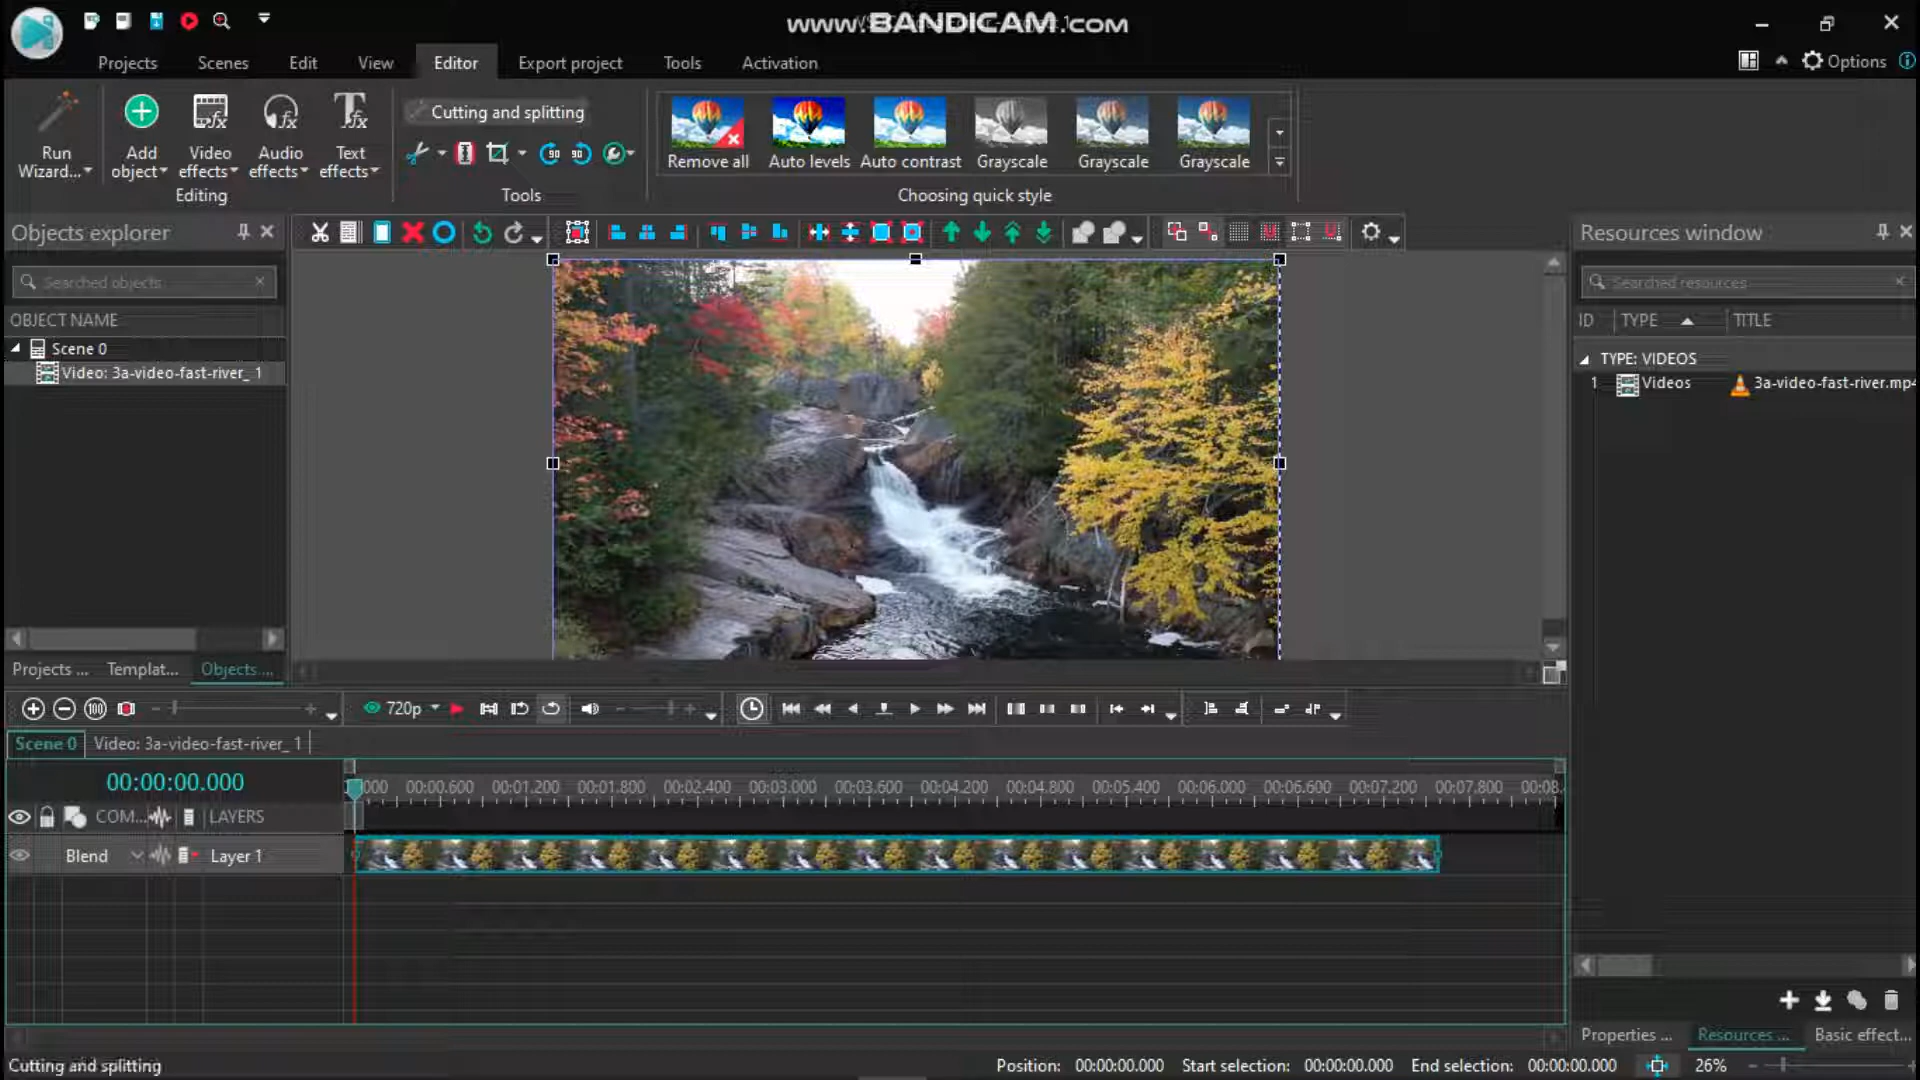 www.BANDICAM.com
Projects Scenes Edit View Editor Export project Tools Activation Options
Run Wizard...
Add object
Video effects
Audio effects
Text effects
Editing
Cutting and splitting
Tools
Remove all Auto levels Auto contrast Grayscale Grayscale Grayscale
Choosing quick style
Objects explorer
Searched objects
OBJECT NAME
Scene 0
Video: 3a-video-fast-river_ 1
Projects ... Templat... Objects ...
Resources window
Searched resources
ID TYPE TITLE
TYPE: VIDEOS
1 Videos 3a-video-fast-river.mp4
720p
Scene 0 Video: 3a-video-fast-river_ 1
00:00:00.000
000 00:00.600 00:01.200 00:01.800 00:02.400 00:03.000 00:03.600 00:04.200 00:04.800 00:05.400 00:06.000 00:06.600 00:07.200 00:07.800 00:08.
COM... LAYERS
Blend Layer 1
Properties ... Resources ... Basic effect...
Cutting and splitting
Position: 00:00:00.000 Start selection: 00:00:00.000 End selection: 00:00:00.000 26%